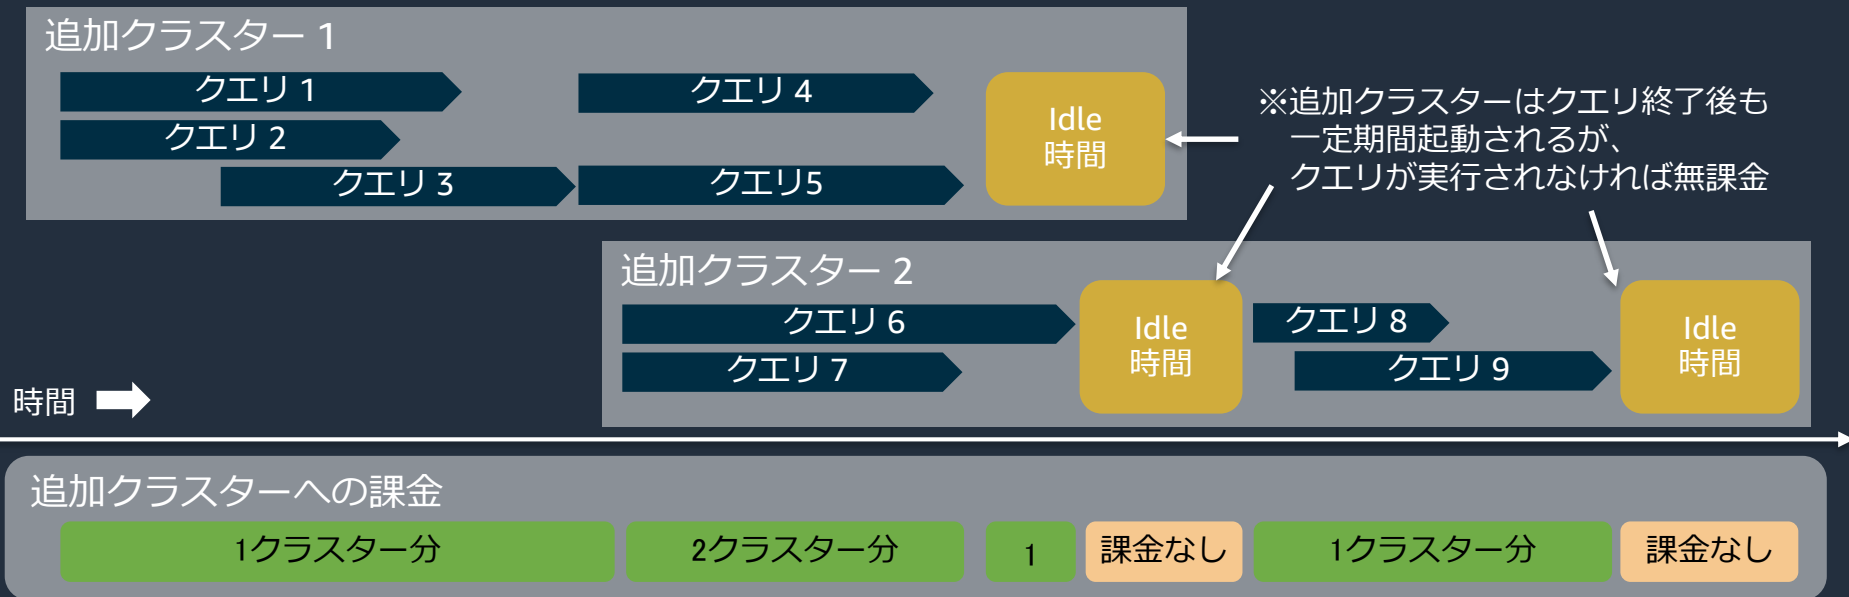 追加クラスター 1
クエリ 1
クエリ 4
クエリ 2
クエリ 3
クエリ5
Idle
時間
※追加クラスターはクエリ終了後も
一定期間起動されるが、
クエリが実行されなければ無課金
追加クラスター 2
クエリ 6
クエリ 7
Idle
時間
クエリ 8
クエリ 9
Idle
時間
時間
追加クラスターへの課金
1クラスター分
2クラスター分
1
課金なし
1クラスター分
課金なし